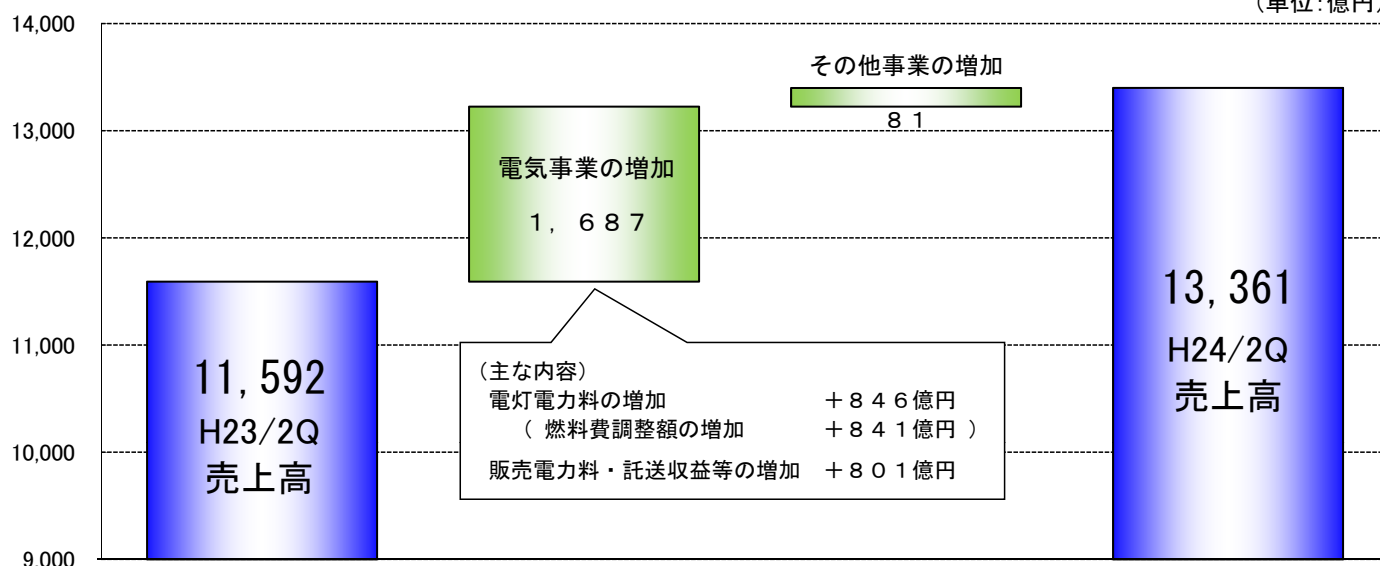 (単位:億円)
14,000
13,000
12,000
11,000
10,000
9,000
その他事業の増加
８１
電気事業の増加
１，６８７
11,592
H23/2Q
売上高
（主な内容）
電灯電力料の増加 ＋８４６億円
（ 燃料費調整額の増加 ＋８４１億円 ）
販売電力料・託送収益等の増加 ＋８０１億円
13,361
H24/2Q
売上高